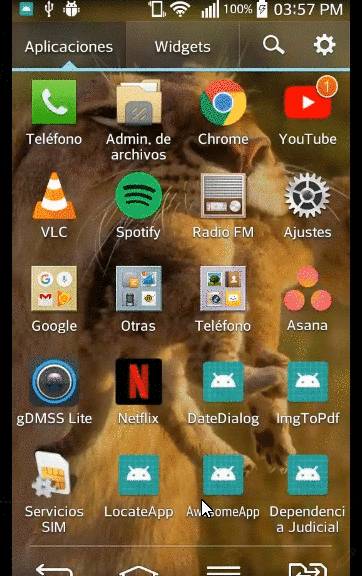 100% 03:57 PM
Aplicaciones Widgets
1
Teléfono Admin. de archivos Chrome YouTube
VLC Spotify Radio FM Ajustes
Google Otras Teléfono Asana
gDMSS Lite Netflix DateDialog ImgToPdf
Servicios SIM LocateApp AwesomeApp Dependencia Judicial